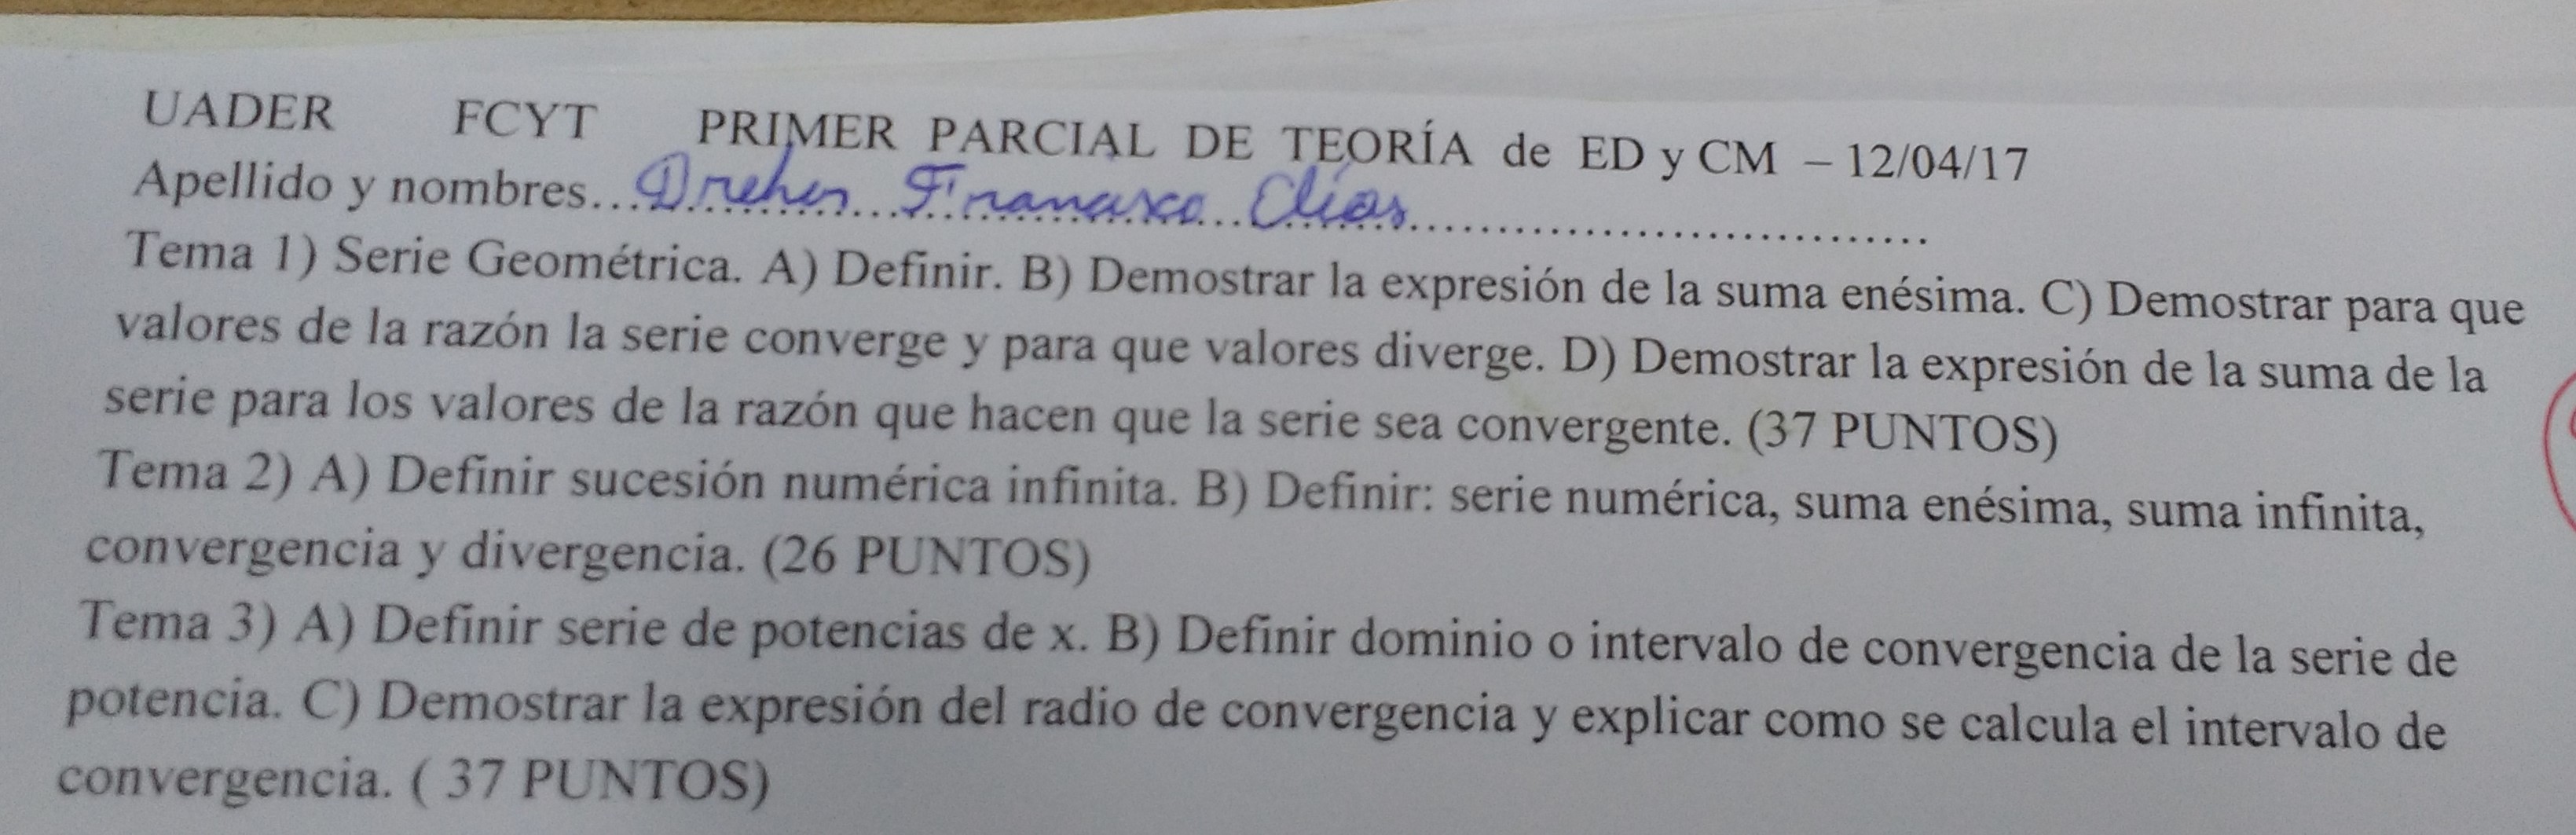 UADER FCYT PRIMER PARCIAL DE TEORÍA de ED y CM – 12/04/17
Apellido y nombres...Dreher Francisco Elías..............................
Tema 1) Serie Geométrica. A) Definir. B) Demostrar la expresión de la suma enésima. C) Demostrar para que
valores de la razón la serie converge y para que valores diverge. D) Demostrar la expresión de la suma de la
serie para los valores de la razón que hacen que la serie sea convergente. (37 PUNTOS)
Tema 2) A) Definir sucesión numérica infinita. B) Definir: serie numérica, suma enésima, suma infinita,
convergencia y divergencia. (26 PUNTOS)
Tema 3) A) Definir serie de potencias de x. B) Definir dominio o intervalo de convergencia de la serie de
potencia. C) Demostrar la expresión del radio de convergencia y explicar como se calcula el intervalo de
convergencia. ( 37 PUNTOS)